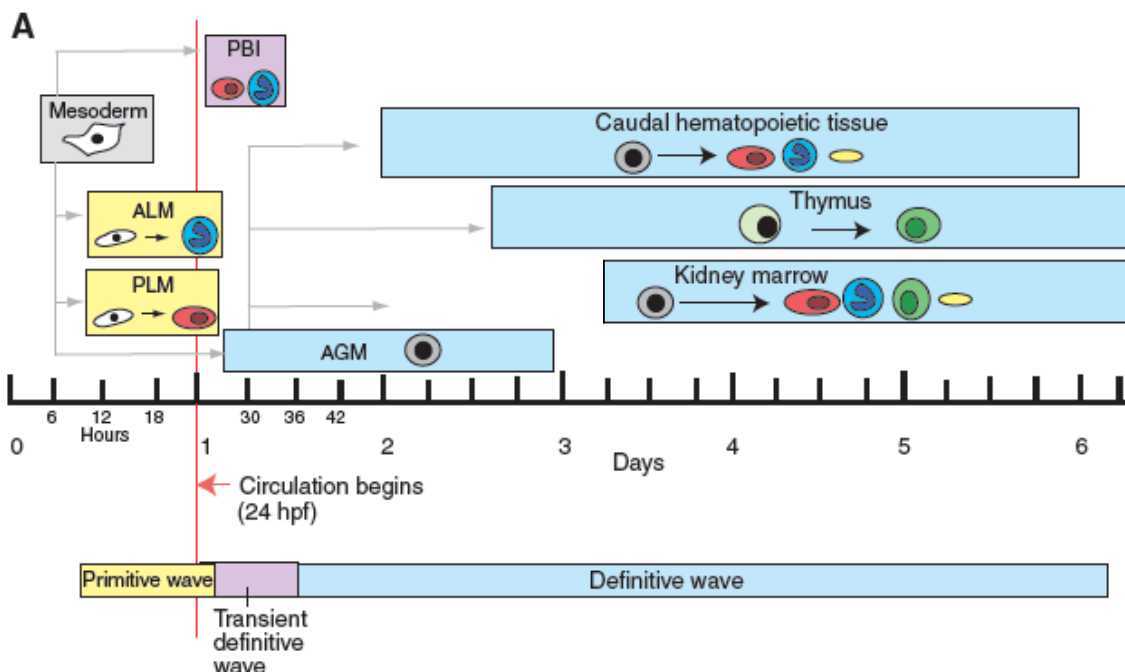 A
PBI
Mesoderm
Caudal hematopoietic tissue
ALM
Thymus
PLM
Kidney marrow
AGM
6 12 18 30 36 42
Hours
0 1 2 3 4 5 6
Days
Circulation begins
(24 hpf)
Primitive wave
Definitive wave
Transient
definitive
wave